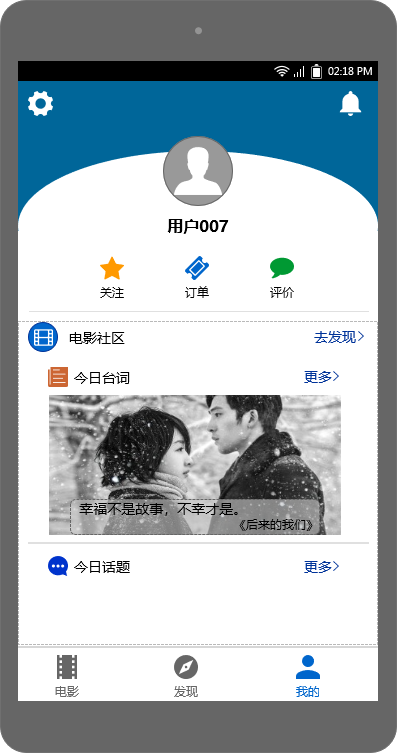 02:18 PM
用户007
关注 订单 评价
电影社区 去发现>
今日台词 更多>
幸福不是故事，不幸才是。
《后来的我们》
今日话题 更多>
电影 发现 我的